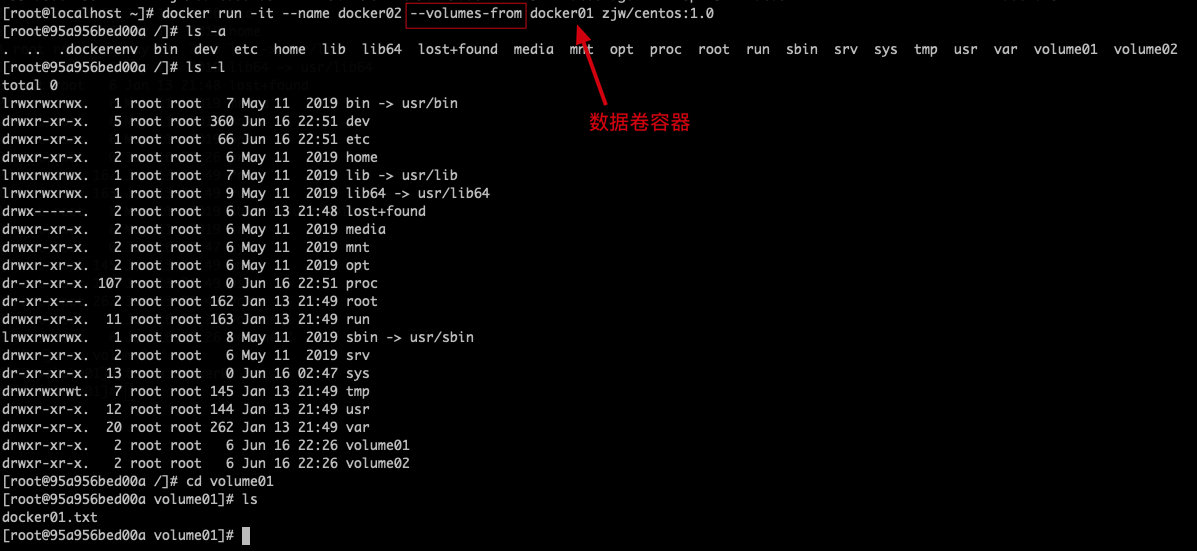 [root@localhost ~]# docker run -it --name docker02 --volumes-from docker01 zjw/centos:1.0
[root@95a956bed00a /]# ls -a
.  ..  .dockerenv  bin  dev  etc  home  lib  lib64  lost+found  media  mnt  opt  proc  root  run  sbin  srv  sys  tmp  usr  var  volume01  volume02
[root@95a956bed00a /]# ls -l
数据卷容器
total 0
lrwxrwxrwx.   1 root root   7 May 11  2019 bin -> usr/bin
drwxr-xr-x.   5 root root 360 Jun 16 22:51 dev
drwxr-xr-x.   1 root root  66 Jun 16 22:51 etc
drwxr-xr-x.   2 root root   6 May 11  2019 home
lrwxrwxrwx.   1 root root   7 May 11  2019 lib -> usr/lib
lrwxrwxrwx.   1 root root   9 May 11  2019 lib64 -> usr/lib64
drwx------.   2 root root   6 Jan 13 21:48 lost+found
drwxr-xr-x.   2 root root   6 May 11  2019 media
drwxr-xr-x.   2 root root   6 May 11  2019 mnt
drwxr-xr-x.   2 root root   6 May 11  2019 opt
dr-xr-xr-x. 107 root root   0 Jun 16 22:51 proc
dr-xr-x---.   2 root root 162 Jan 13 21:49 root
drwxr-xr-x.  11 root root 163 Jan 13 21:49 run
lrwxrwxrwx.   1 root root   8 May 11  2019 sbin -> usr/sbin
drwxr-xr-x.   2 root root   6 May 11  2019 srv
dr-xr-xr-x.  13 root root   0 Jun 16 02:47 sys
drwxrwxrwt.   7 root root 145 Jan 13 21:49 tmp
drwxr-xr-x.  12 root root 144 Jan 13 21:49 usr
drwxr-xr-x.  20 root root 262 Jan 13 21:49 var
drwxr-xr-x.   2 root root   6 Jun 16 22:26 volume01
drwxr-xr-x.   2 root root   6 Jun 16 22:26 volume02
[root@95a956bed00a /]# cd volume01
[root@95a956bed00a volume01]# ls
docker01.txt
[root@95a956bed00a volume01]#